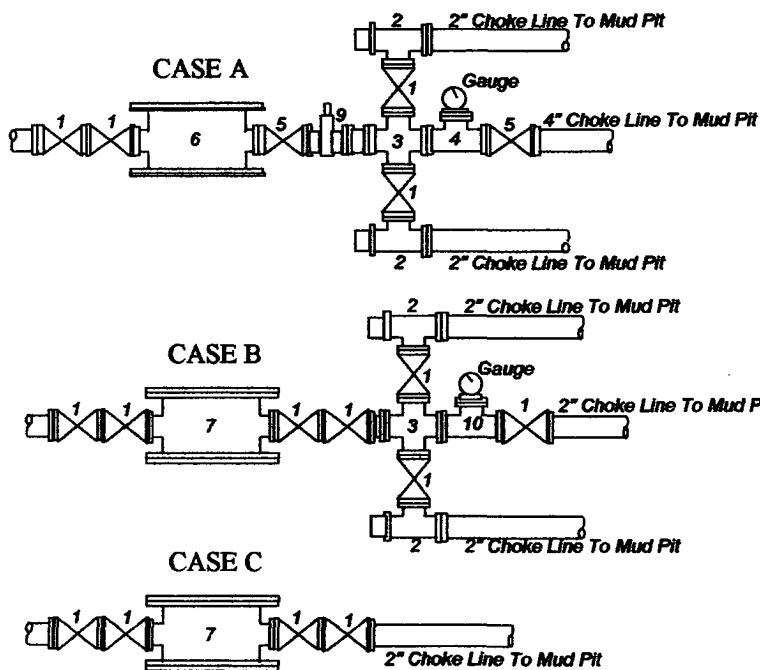 2 2" Choke Line To Mud Pit
CASE A
Gauge
1
1 1 6 5 9 3 4 5 4" Choke Line To Mud Pit
1
2 2" Choke Line To Mud Pit
2 2" Choke Line To Mud Pit
CASE B
Gauge
1
1 1 7 1 1 3 10 1 2" Choke Line To Mud P
1
2 2" Choke Line To Mud Pit
CASE C
1 1 7 1 1
2" Choke Line To Mud Pit